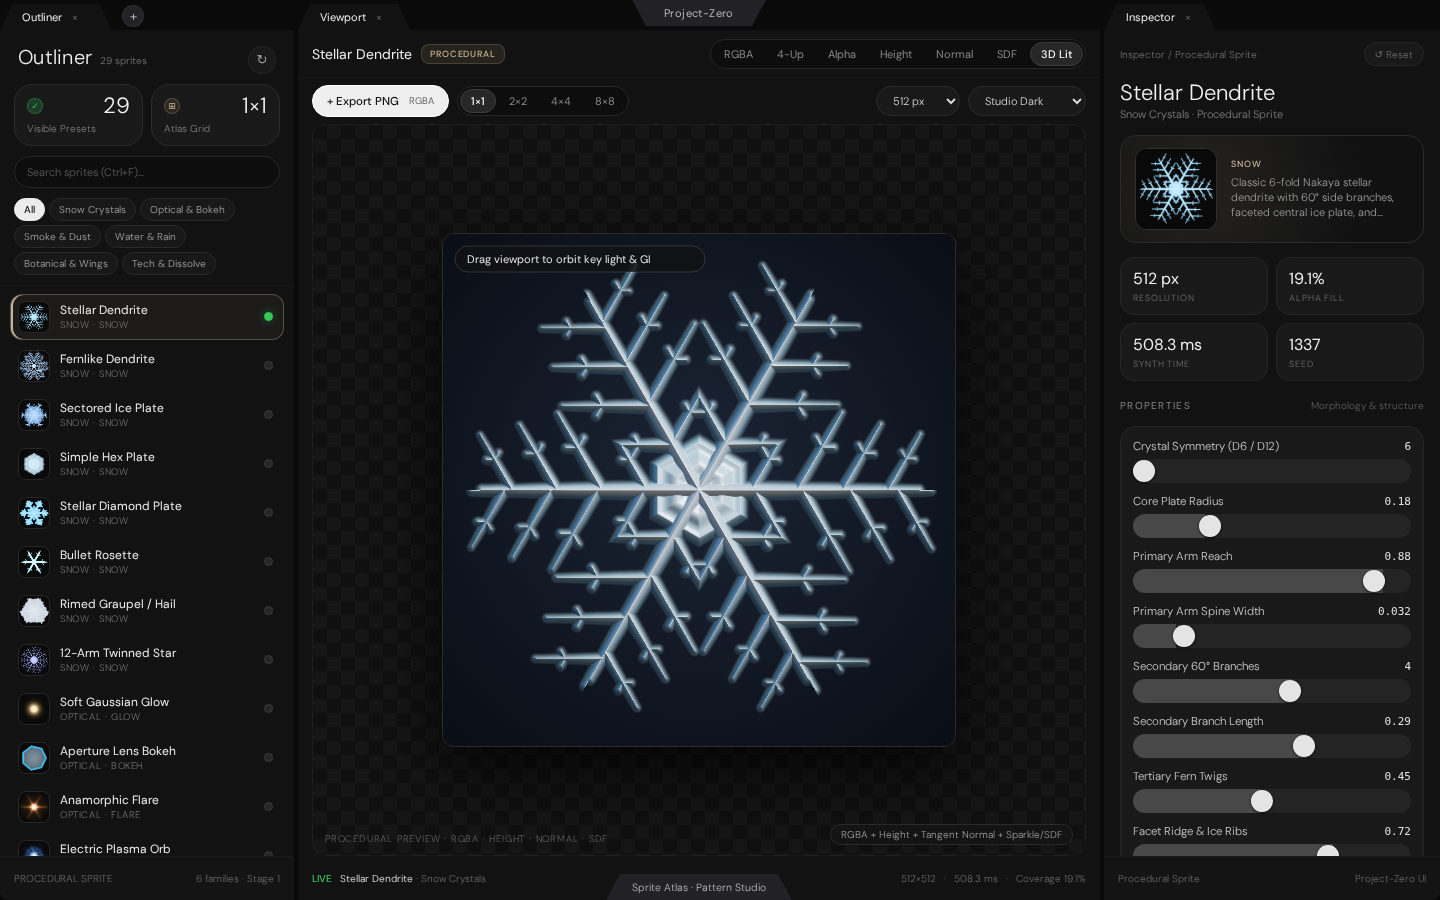 Outliner ×
+
Viewport ×
Project-Zero
Inspector ×
Outliner 29 sprites
↻
✓ 29
Visible Presets
⊞ 1×1
Atlas Grid
Search sprites (Ctrl+F)...
All
Snow Crystals
Optical & Bokeh
Smoke & Dust
Water & Rain
Botanical & Wings
Tech & Dissolve
Stellar Dendrite
SNOW · SNOW
Fernlike Dendrite
SNOW · SNOW
Sectored Ice Plate
SNOW · SNOW
Simple Hex Plate
SNOW · SNOW
Stellar Diamond Plate
SNOW · SNOW
Bullet Rosette
SNOW · SNOW
Rimed Graupel / Hail
SNOW · SNOW
12-Arm Twinned Star
SNOW · SNOW
Soft Gaussian Glow
OPTICAL · GLOW
Aperture Lens Bokeh
OPTICAL · BOKEH
Anamorphic Flare
OPTICAL · FLARE
Electric Plasma Orb
PROCEDURAL SPRITE
6 families · Stage 1
Stellar Dendrite
PROCEDURAL
RGBA 4-Up Alpha Height Normal SDF 3D Lit
+ Export PNG RGBA
1×1 2×2 4×4 8×8
512 px
Studio Dark
Drag viewport to orbit key light & GI
PROCEDURAL PREVIEW · RGBA · HEIGHT · NORMAL · SDF
RGBA + Height + Tangent Normal + Sparkle/SDF
LIVE Stellar Dendrite · Snow Crystals
512×512 · 508.3 ms · Coverage 19.1%
Sprite Atlas · Pattern Studio
Inspector / Procedural Sprite
↺ Reset
Stellar Dendrite
Snow Crystals · Procedural Sprite
SNOW
Classic 6-fold Nakaya stellar
dendrite with 60° side branches,
faceted central ice plate, and...
512 px
RESOLUTION
19.1%
ALPHA FILL
508.3 ms
SYNTH TIME
1337
SEED
PROPERTIES
Morphology & structure
Crystal Symmetry (D6 / D12) 6
Core Plate Radius 0.18
Primary Arm Reach 0.88
Primary Arm Spine Width 0.032
Secondary 60° Branches 4
Secondary Branch Length 0.29
Tertiary Fern Twigs 0.45
Facet Ridge & Ice Ribs 0.72
Procedural Sprite
Project-Zero UI